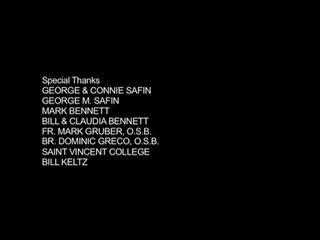 Special Thanks
GEORGE & CONNIE SAFIN
GEORGE M. SAFIN
MARK BENNETT
BILL & CLAUDIA BENNETT
FR. MARK GRUBER, O.S.B.
BR. DOMINIC GRECO, O.S.B.
SAINT VINCENT COLLEGE
BILL KELTZ